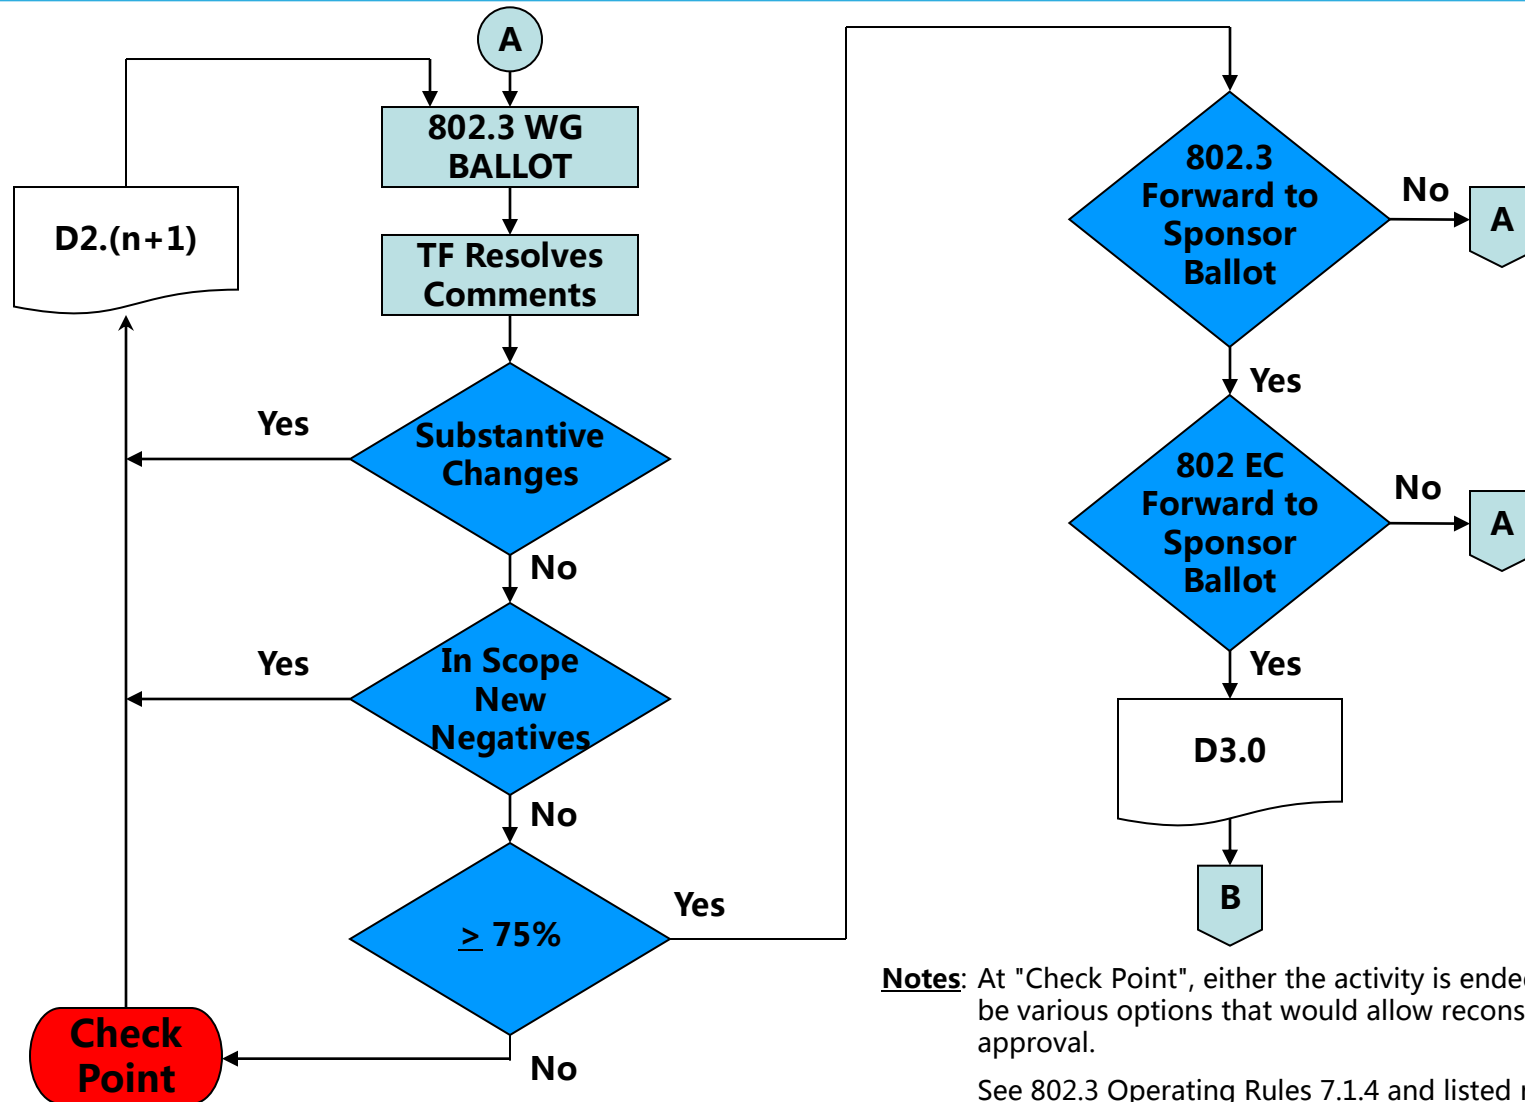 A
802.3 WG
BALLOT
D2.(n+1)
TF Resolves
Comments
Yes
Substantive
Changes
No
Yes
In Scope
New
Negatives
No
> 75%
Yes
Check
Point
No
802.3
Forward to
Sponsor
Ballot
No
A
Yes
802 EC
Forward to
Sponsor
Ballot
No
A
Yes
D3.0
B
Notes: At "Check Point", either the activity is ended
be various options that would allow recons
approval.
See 802.3 Operating Rules 7.1.4 and listed